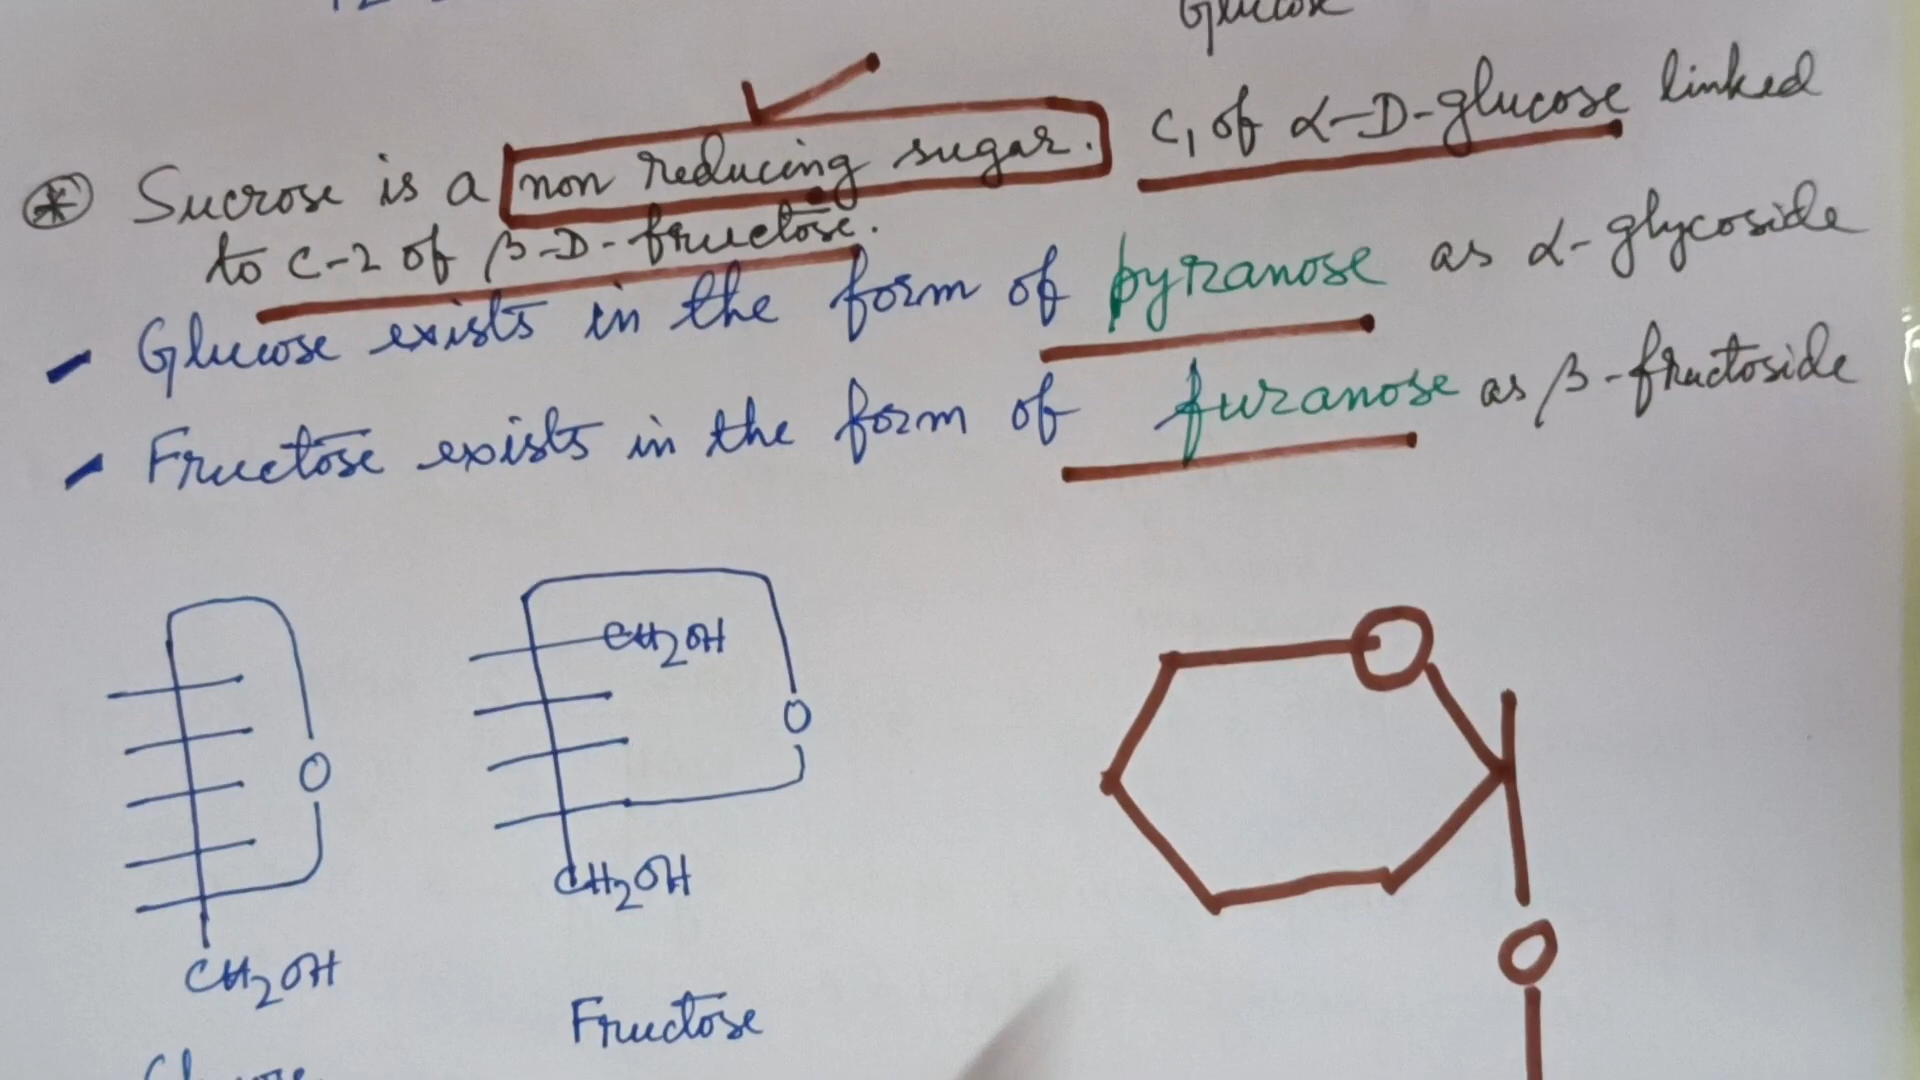 Glucose
⊛ Sucrose is a non reducing sugar. C1 of α-D-glucose linked
to C-2 of β-D-fructose.
- Glucose exists in the form of pyranose as α-glycoside
- Fructose exists in the form of furanose as β-fructoside
CH2OH
O
O
O
CH2OH
CH2OH
O
Fructose
Glucose